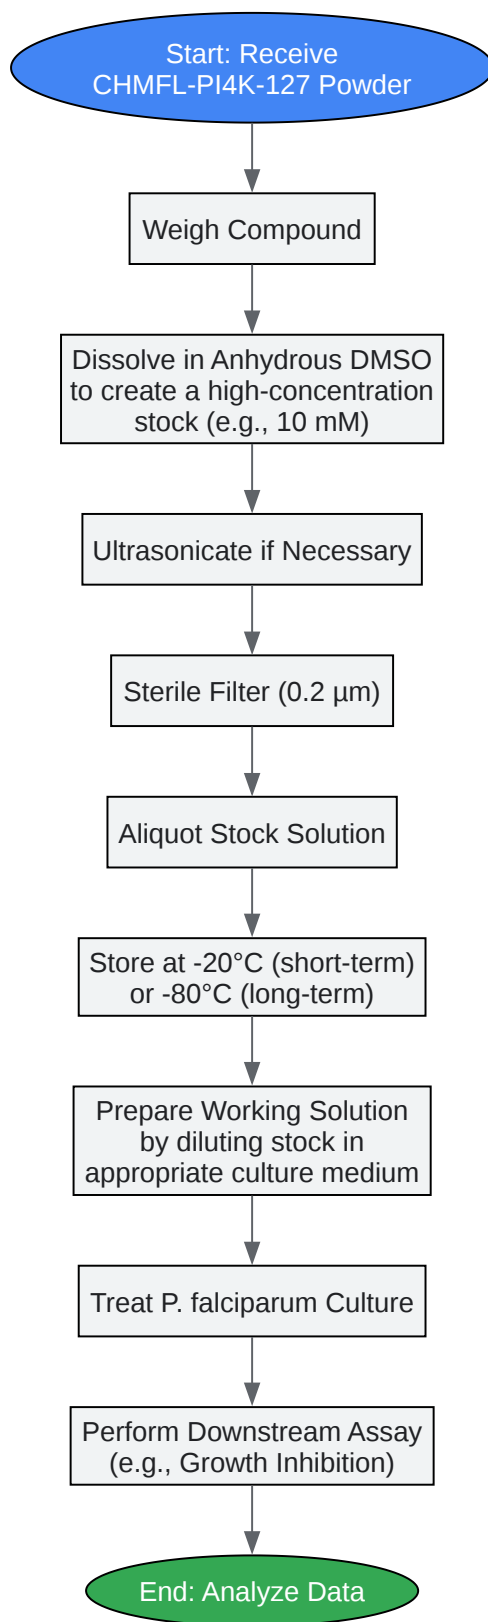 Start: Receive
CHMFL-PI4K-127 Powder
Weigh Compound
Dissolve in Anhydrous DMSO
to create a high-concentration
stock (e.g., 10 mM)
Ultrasonicate if Necessary
Sterile Filter (0.2 µm)
Aliquot Stock Solution
Store at -20°C (short-term)
or -80°C (long-term)
Prepare Working Solution
by diluting stock in
appropriate culture medium
Treat P. falciparum Culture
Perform Downstream Assay
(e.g., Growth Inhibition)
End: Analyze Data